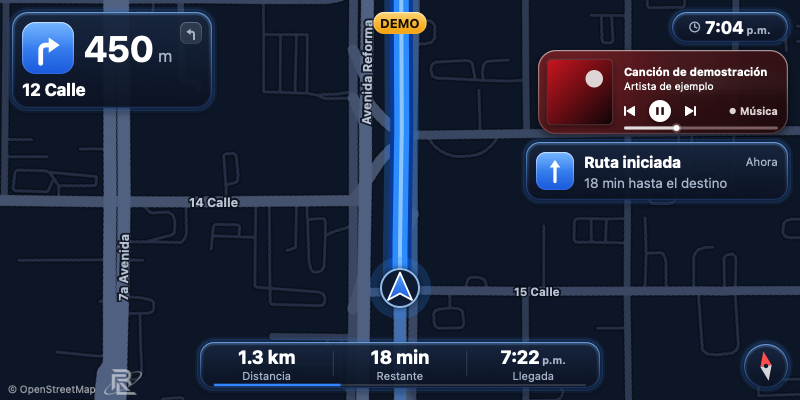 450 m
12 Calle
DEMO
7:04 p.m.
Canción de demostración
Artista de ejemplo
Música
Ruta iniciada
Ahora
18 min hasta el destino
Avenida Reforma
14 Calle
7a Avenida
15 Calle
1.3 km
Distancia
18 min
Restante
7:22 p.m.
Llegada
© OpenStreetMap